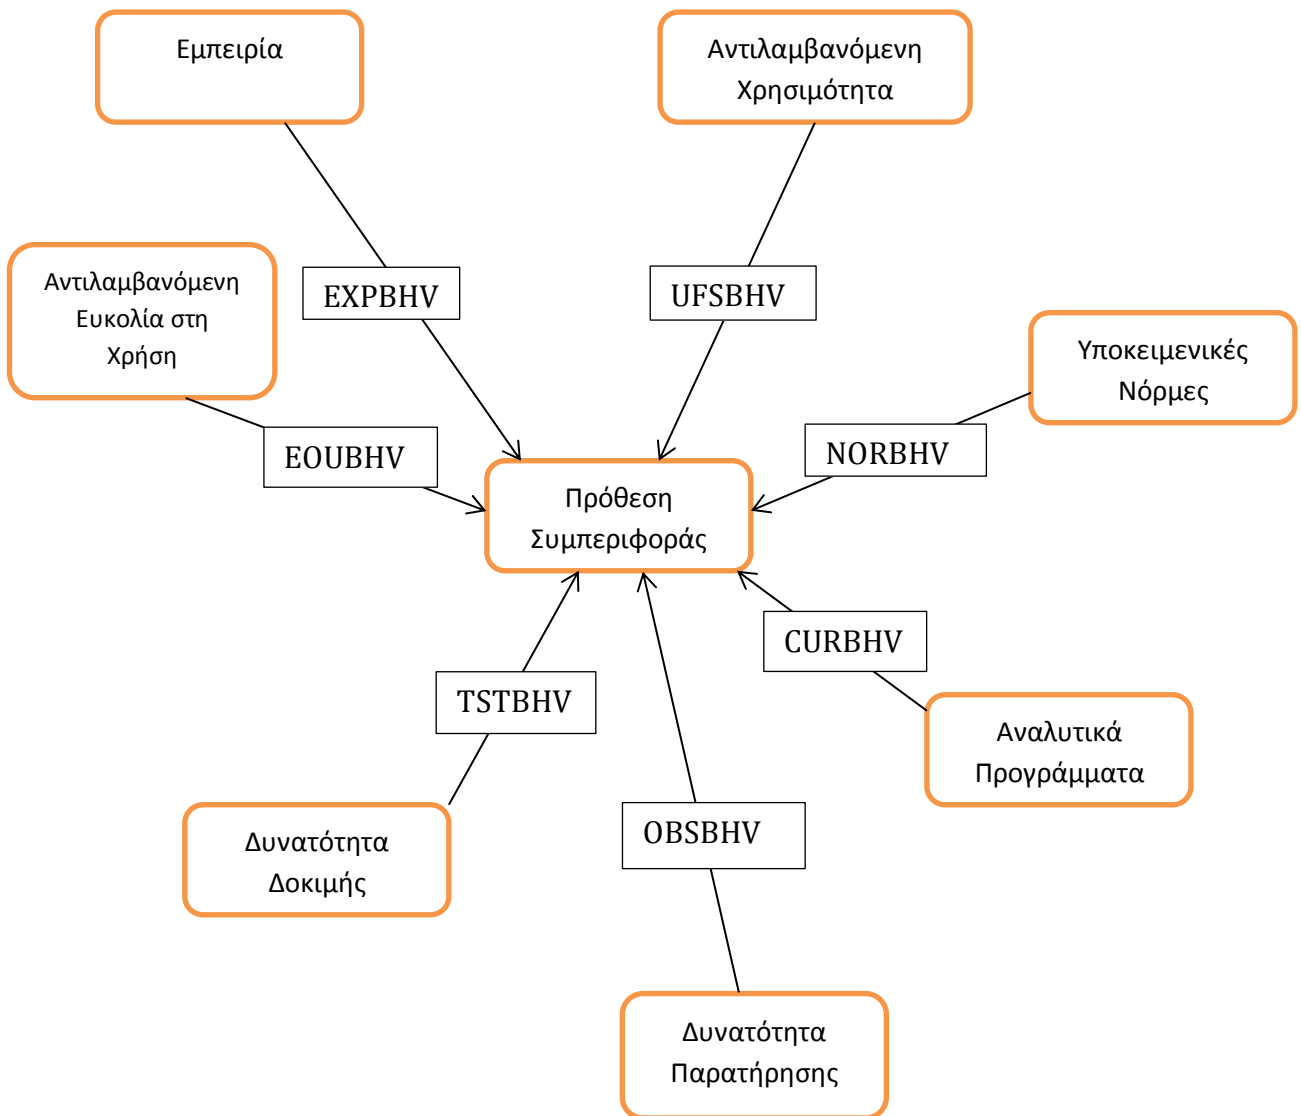 Εμπειρία
Αντιλαμβανόμενη
Χρησιμότητα
Αντιλαμβανόμενη
Ευκολία στη
Χρήση
EXPBHV
UFSBHV
Υποκειμενικές
Νόρμες
EOUBHV
NORBHV
Πρόθεση
Συμπεριφοράς
CURBHV
TSTBHV
Αναλυτικά
Προγράμματα
OBSBHV
Δυνατότητα
Δοκιμής
Δυνατότητα
Παρατήρησης